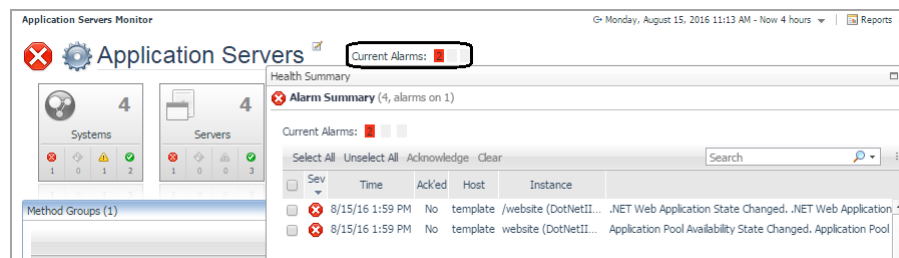 Application Servers Monitor
Monday, August 15, 2016 11:13 AM - Now 4 hours Reports
Application Servers
Current Alarms: 2
Health Summary
Alarm Summary (4, alarms on 1)
4 4
Systems Servers
Current Alarms: 2
1 0 1 2 1 0 0 3
Select All Unselect All Acknowledge Clear Search
Sev Time Ack'ed Host Instance
8/15/16 1:59 PM No template /website (DotNetII... .NET Web Application State Changed. .NET Web Application
Method Groups (1)
8/15/16 1:59 PM No template website (DotNetII... Application Pool Availability State Changed. Application Pool